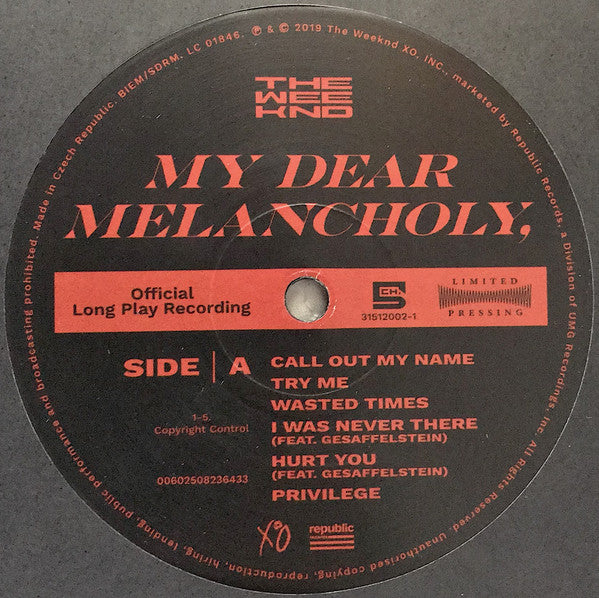 performance and broadcasting prohibited. Made in Czech Republic. BIEM/SDRM. LC 01846. ℗ & © 2019 The Weeknd XO, INC., marketed by Republic Records, a Division of UMG Recordings, Inc. All Rights Reserved. Unauthorised copying, reproduction, hiring, lending, public
THE
WEE
KND
MY DEAR
MELANCHOLY,
Official
Long Play Recording
CH.
5
31512002-1
LIMITED
PRESSING
SIDE | A
CALL OUT MY NAME
TRY ME
WASTED TIMES
I WAS NEVER THERE
(FEAT. GESAFFELSTEIN)
HURT YOU
(FEAT. GESAFFELSTEIN)
PRIVILEGE
1–5.
Copyright Control
00602508236433
XO
republic